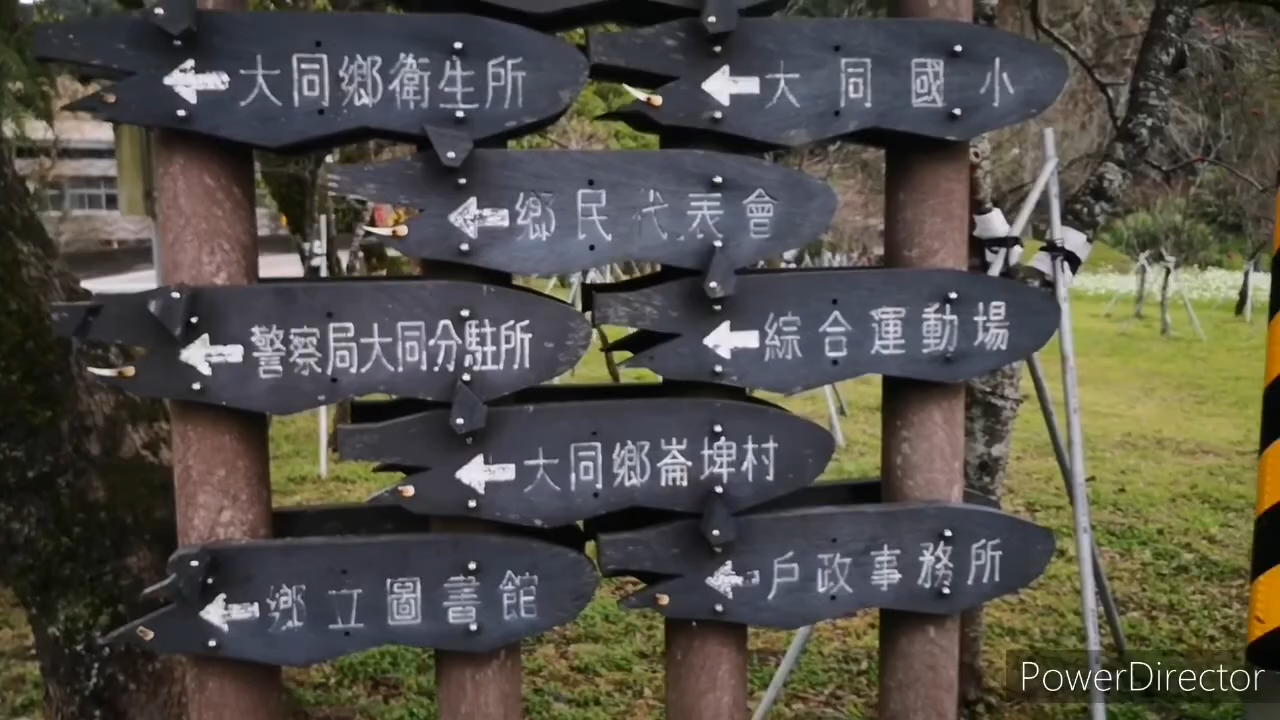 大同鄉衛生所
大同國小
鄉民代表會
警察局大同分駐所
綜合運動場
大同鄉崙埤村
鄉立圖書館
戶政事務所
PowerDirector